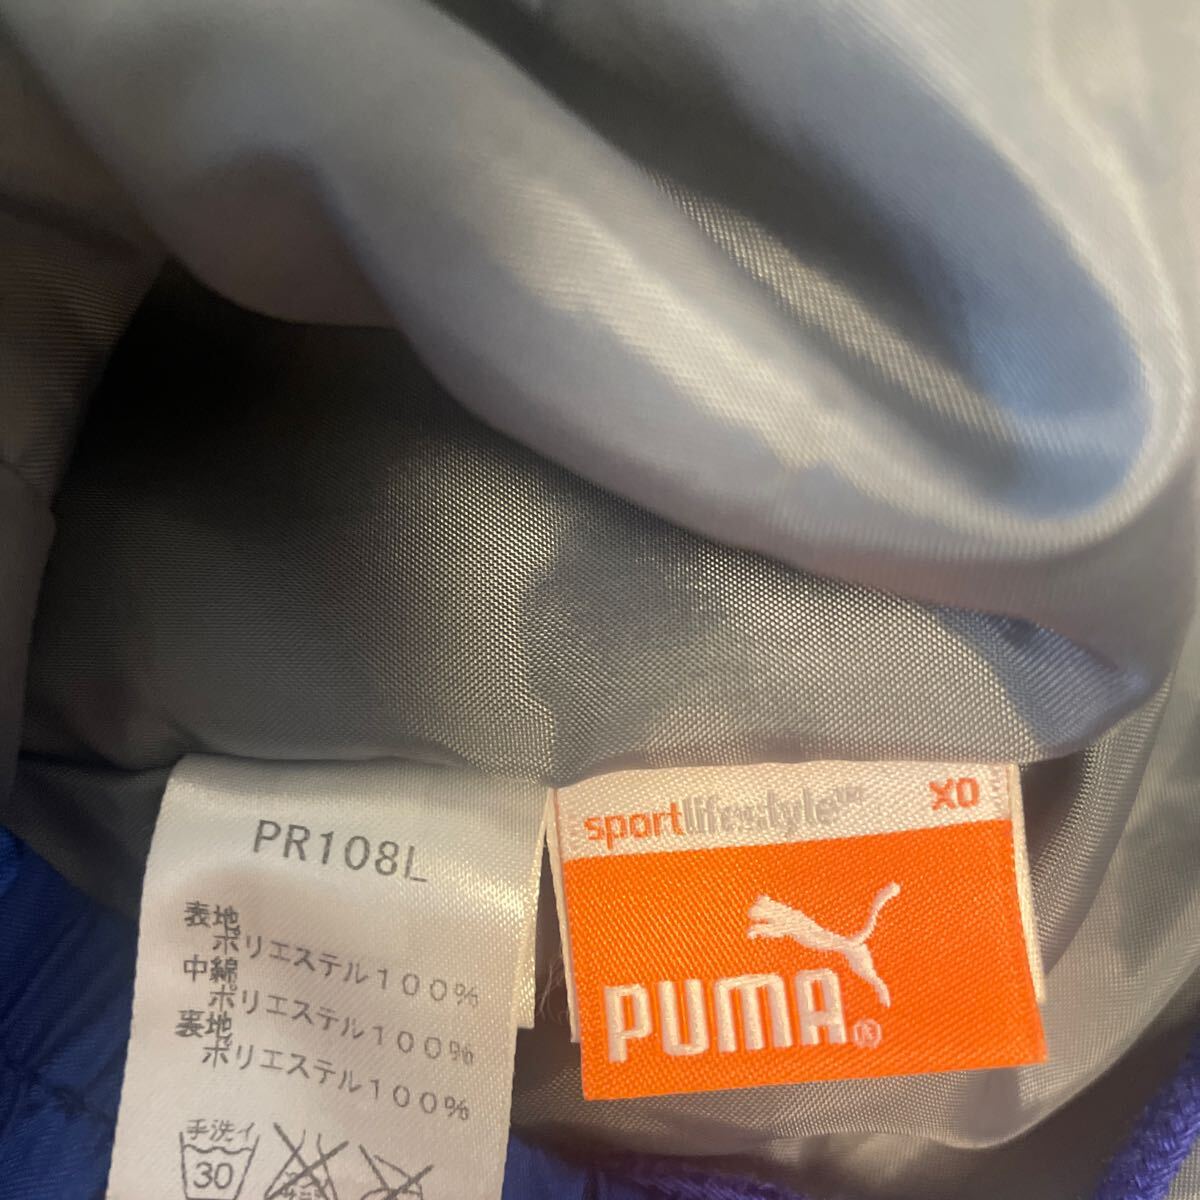 PR108L
表地
ポリエステル100%
中綿
ポリエステル100%
裏地
ポリエステル100%
手洗イ
30
sportlifestyle™
XO
PUMA®